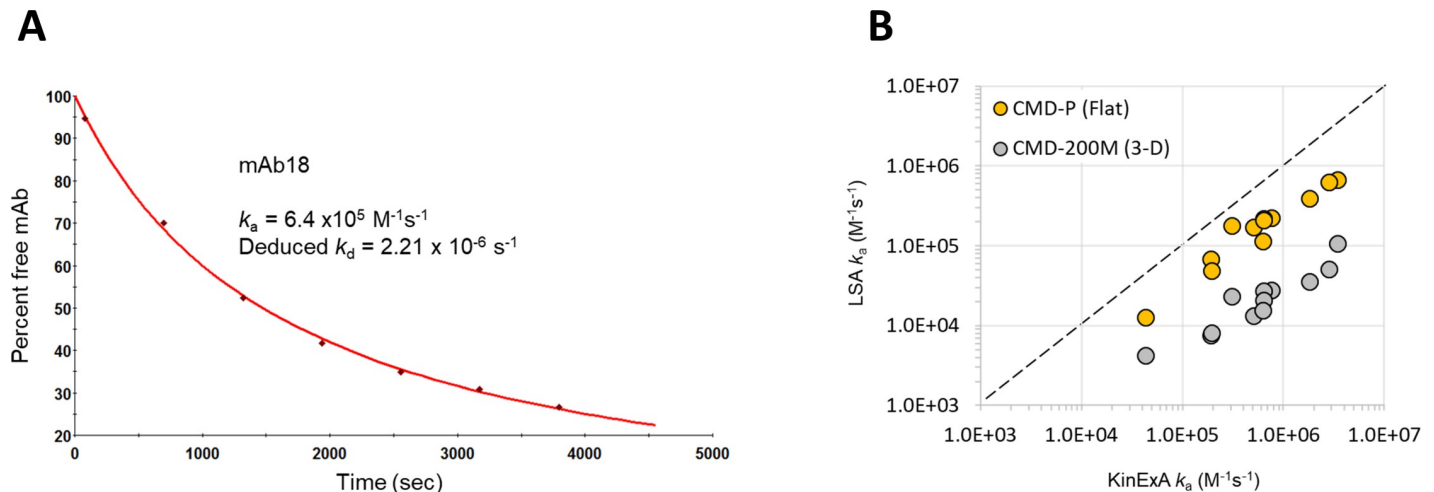 A
100
90
80
70
60
50
40
30
20
0
1000
2000
3000
4000
5000
Percent free mAb
Time (sec)
mAb18
kₐ = 6.4 x10⁵ M⁻¹s⁻¹
Deduced k_d = 2.21 x 10⁻⁶ s⁻¹
B
1.0E+07
1.0E+06
1.0E+05
1.0E+04
1.0E+03
LSA kₐ (M⁻¹s⁻¹)
CMD-P (Flat)
CMD-200M (3-D)
1.0E+03
1.0E+04
1.0E+05
1.0E+06
1.0E+07
KinExA kₐ (M⁻¹s⁻¹)